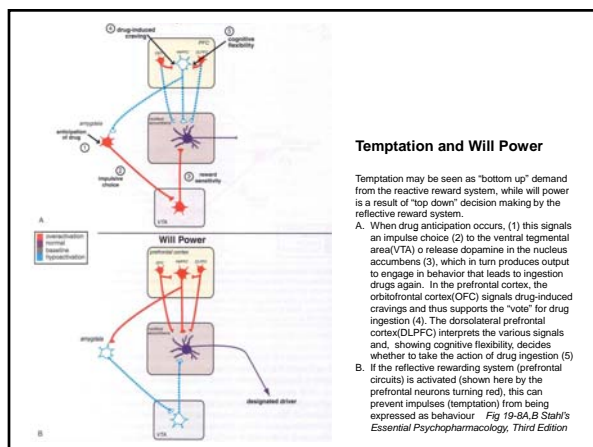 ④ drug-induced
craving
⑤
cognitive
flexibility
PFC
amygdala
anticipation
of drug
①
nucleus
accumbens
②
impulsive
choice
③
reward
sensitivity
VTA
A
Will Power
overactivation
normal
baseline
hypoactivation
prefrontal cortex
amygdala
nucleus
accumbens
designated driver
VTA
B
Temptation and Will Power
Temptation may be seen as “bottom up” demand
from the reactive reward system, while will power
is a result of “top down” decision making by the
reflective reward system.
A. When drug anticipation occurs, (1) this signals
an impulse choice (2) to the ventral tegmental
area(VTA) o release dopamine in the nucleus
accumbens (3), which in turn produces output
to engage in behavior that leads to ingestion
drugs again. In the prefrontal cortex, the
orbitofrontal cortex(OFC) signals drug-induced
cravings and thus supports the “vote” for drug
ingestion (4). The dorsolateral prefrontal
cortex(DLPFC) interprets the various signals
and, showing cognitive flexibility, decides
whether to take the action of drug ingestion (5)
B. If the reflective rewarding system (prefrontal
circuits) is activated (shown here by the
prefrontal neurons turning red), this can
prevent impulses (temptation) from being
expressed as behaviour Fig 19-8A,B Stahl’s
Essential Psychopharmacology, Third Edition